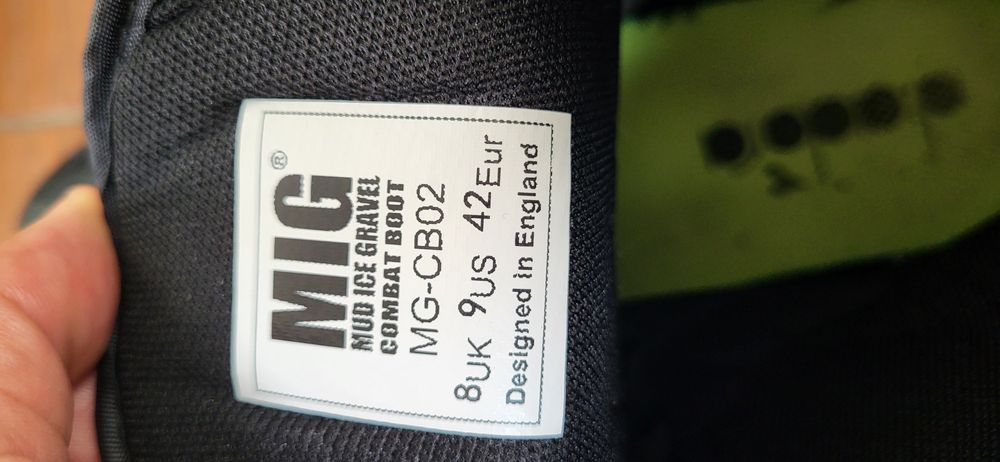 MIG®
MUD ICE GRAVEL
COMBAT BOOT
MG-CB02
8UK 9US 42Eur
Designed in England